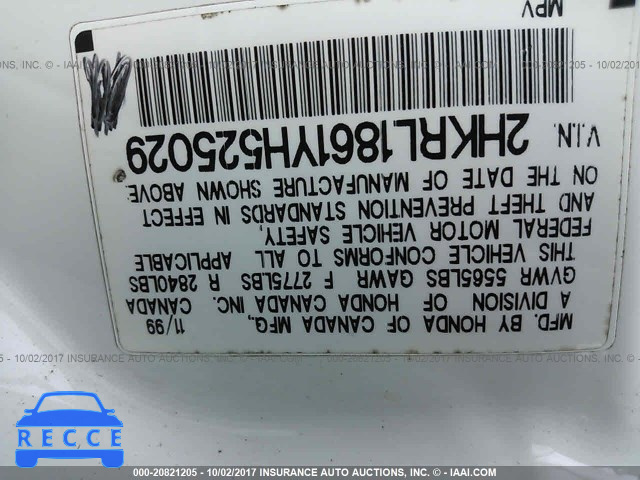 MFD. BY HONDA OF CANADA MFG., 11/99
A DIVISION OF HONDA CANADA INC. CANADA
GVWR 5565LBS GAWR F 2775LBS R 2840LBS
THIS VEHICLE CONFORMS TO ALL APPLICABLE
FEDERAL MOTOR VEHICLE SAFETY,
AND THEFT PREVENTION STANDARDS IN EFFECT
ON THE DATE OF MANUFACTURE SHOWN ABOVE.
V.I.N. 2HKRL1861YH525029
MPV
000-20821205 - 10/02/2017 INSURANCE AUTO AUCTIONS, INC. - IAAI.COM
RECCE